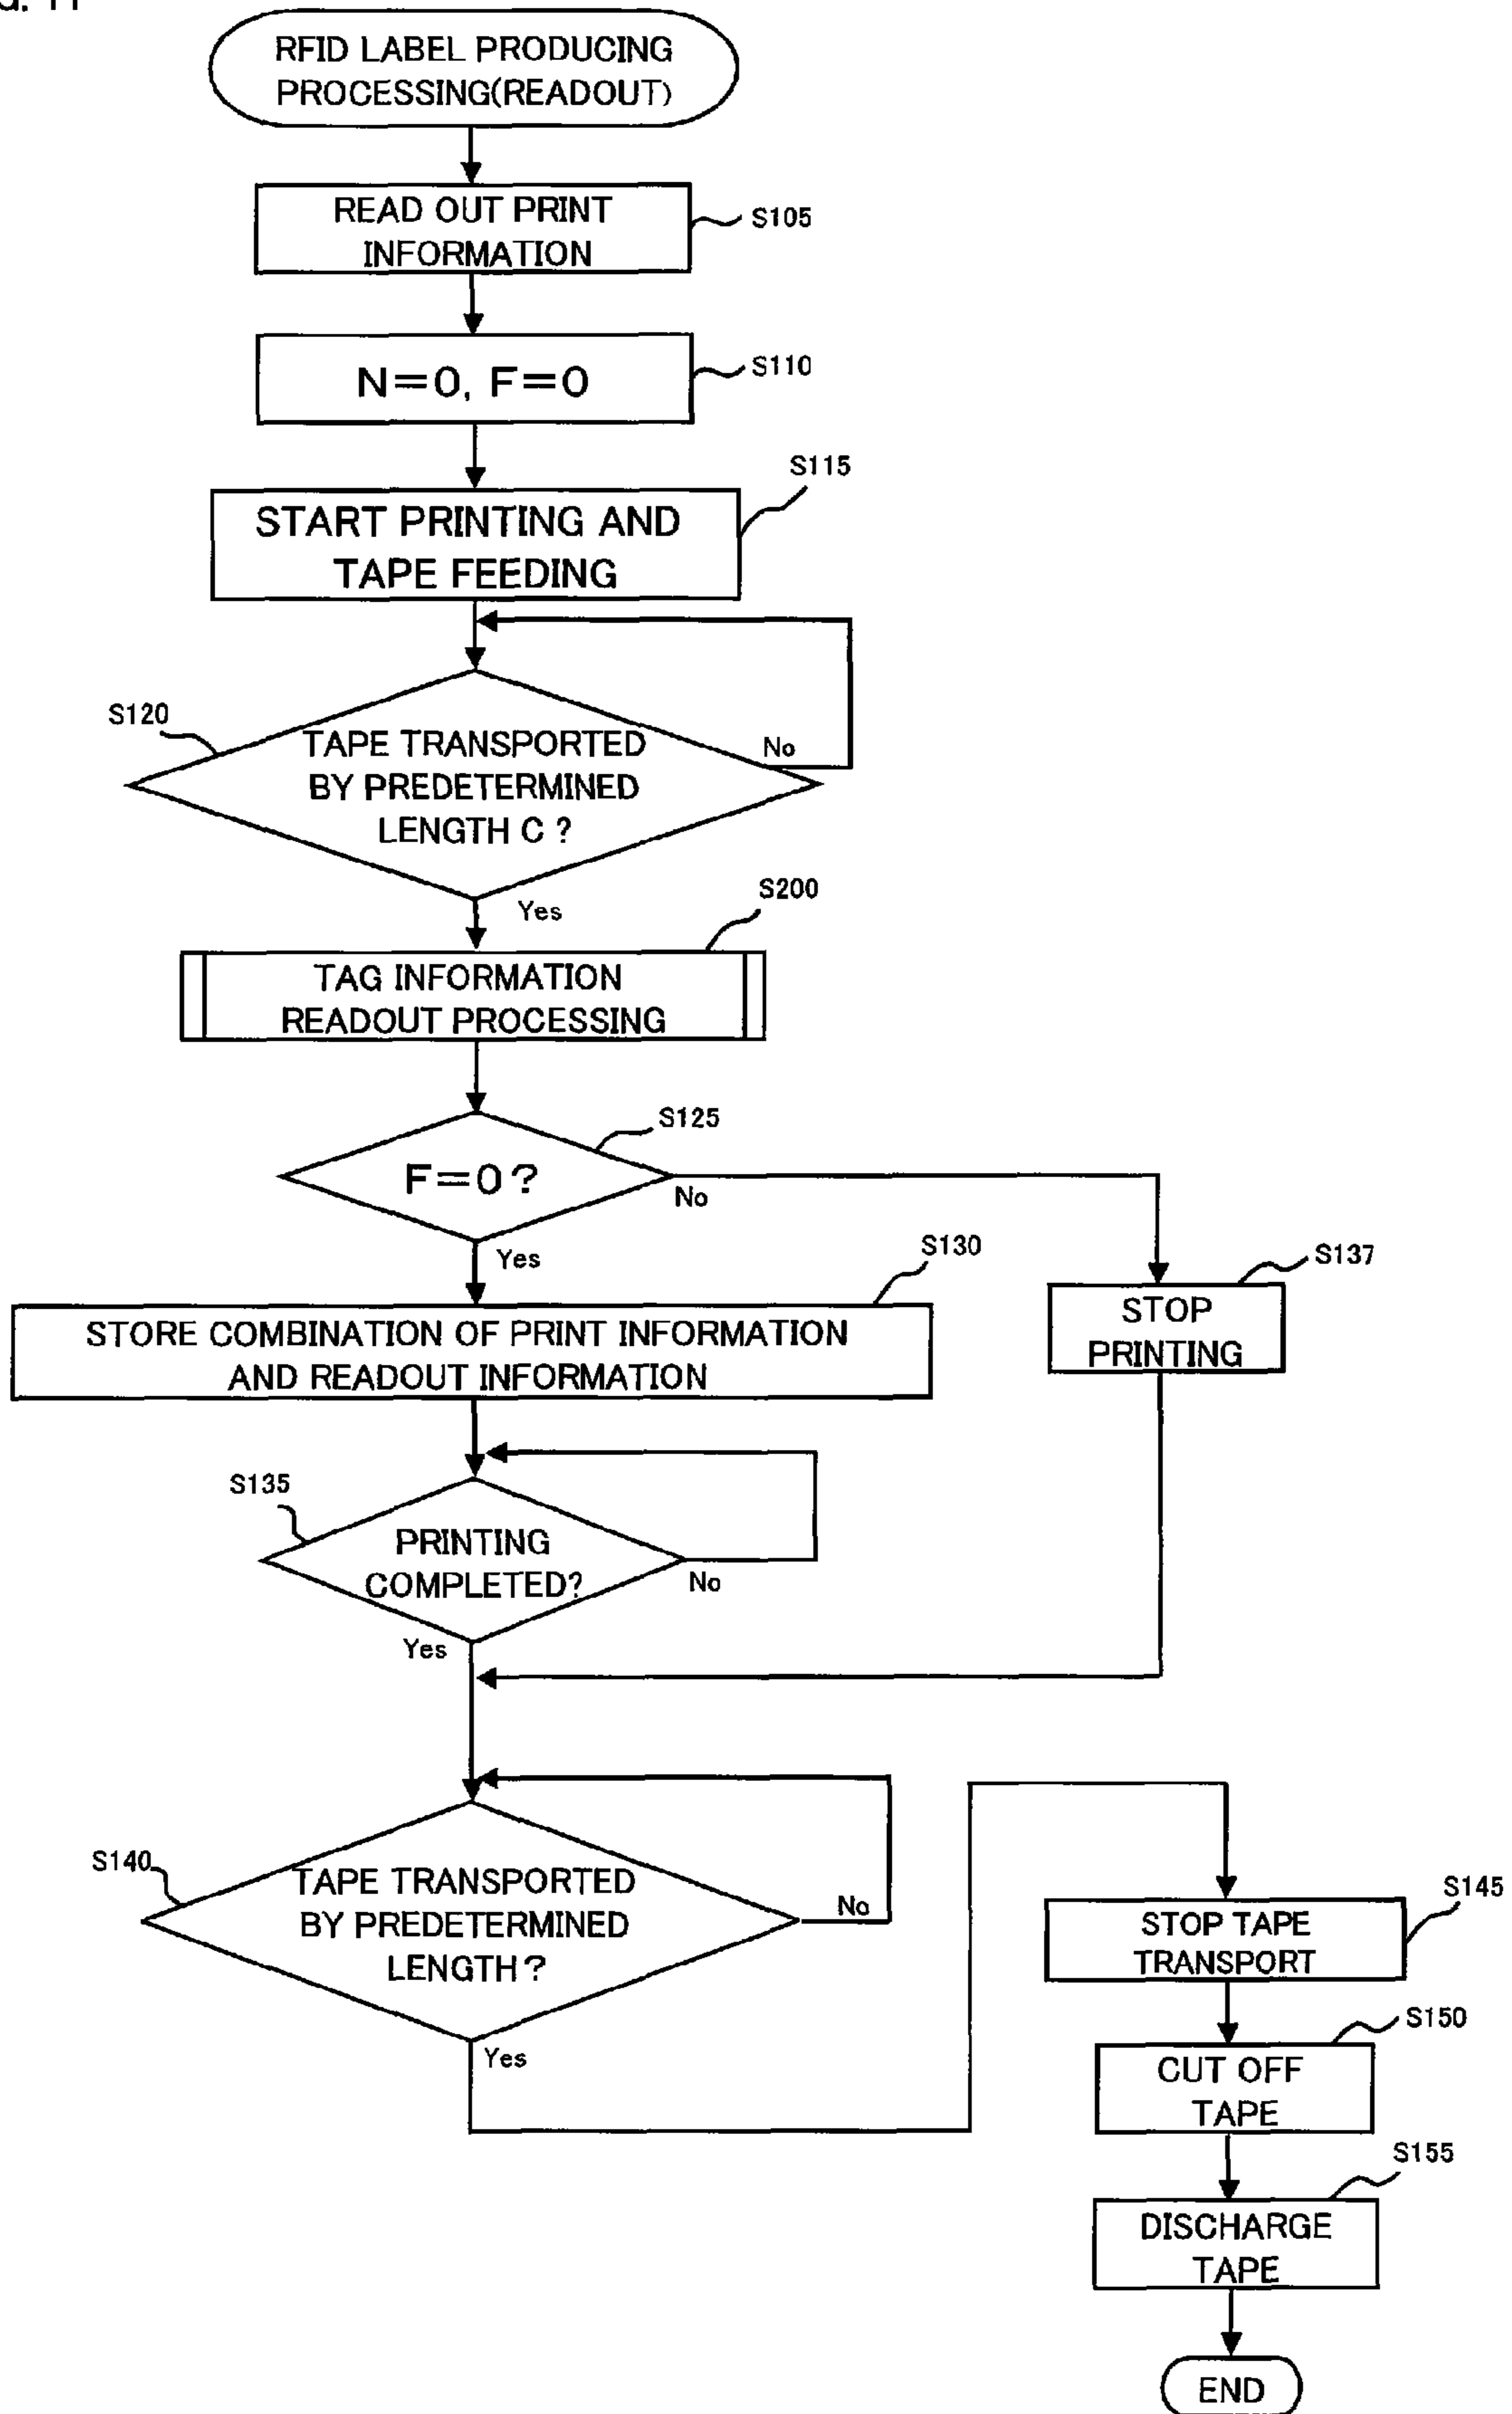 RFID LABEL PRODUCING
PROCESSING(READOUT)
READ OUT PRINT
INFORMATION
S105
N=0, F=0
S110
S115
START PRINTING AND
TAPE FEEDING
S120
TAPE TRANSPORTED
BY PREDETERMINED
LENGTH C ?
No
Yes
S200
TAG INFORMATION
READOUT PROCESSING
S125
F=0?
No
Yes
S130
STORE COMBINATION OF PRINT INFORMATION
AND READOUT INFORMATION
S137
STOP
PRINTING
S135
PRINTING
COMPLETED?
No
Yes
S140
TAPE TRANSPORTED
BY PREDETERMINED
LENGTH ?
No
Yes
S145
STOP TAPE
TRANSPORT
S150
CUT OFF
TAPE
S155
DISCHARGE
TAPE
END